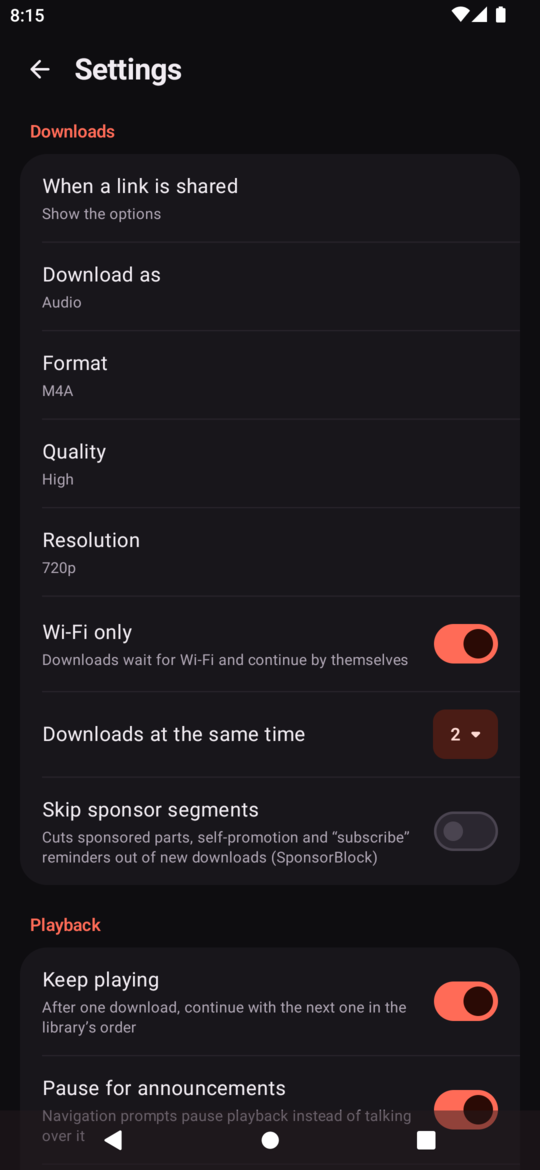 8:15
Settings
Downloads
When a link is shared
Show the options
Download as
Audio
Format
M4A
Quality
High
Resolution
720p
Wi-Fi only
Downloads wait for Wi-Fi and continue by themselves
Downloads at the same time
2
Skip sponsor segments
Cuts sponsored parts, self-promotion and “subscribe”
reminders out of new downloads (SponsorBlock)
Playback
Keep playing
After one download, continue with the next one in the
library’s order
Pause for announcements
Navigation prompts pause playback instead of talking
over it